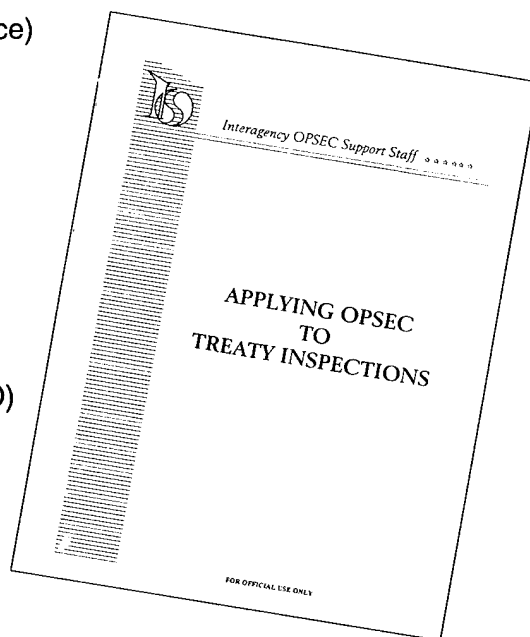 ce)
Interagency OPSEC Support Staff
APPLYING OPSEC
TO
TREATY INSPECTIONS
D)
FOR OFFICIAL USE ONLY